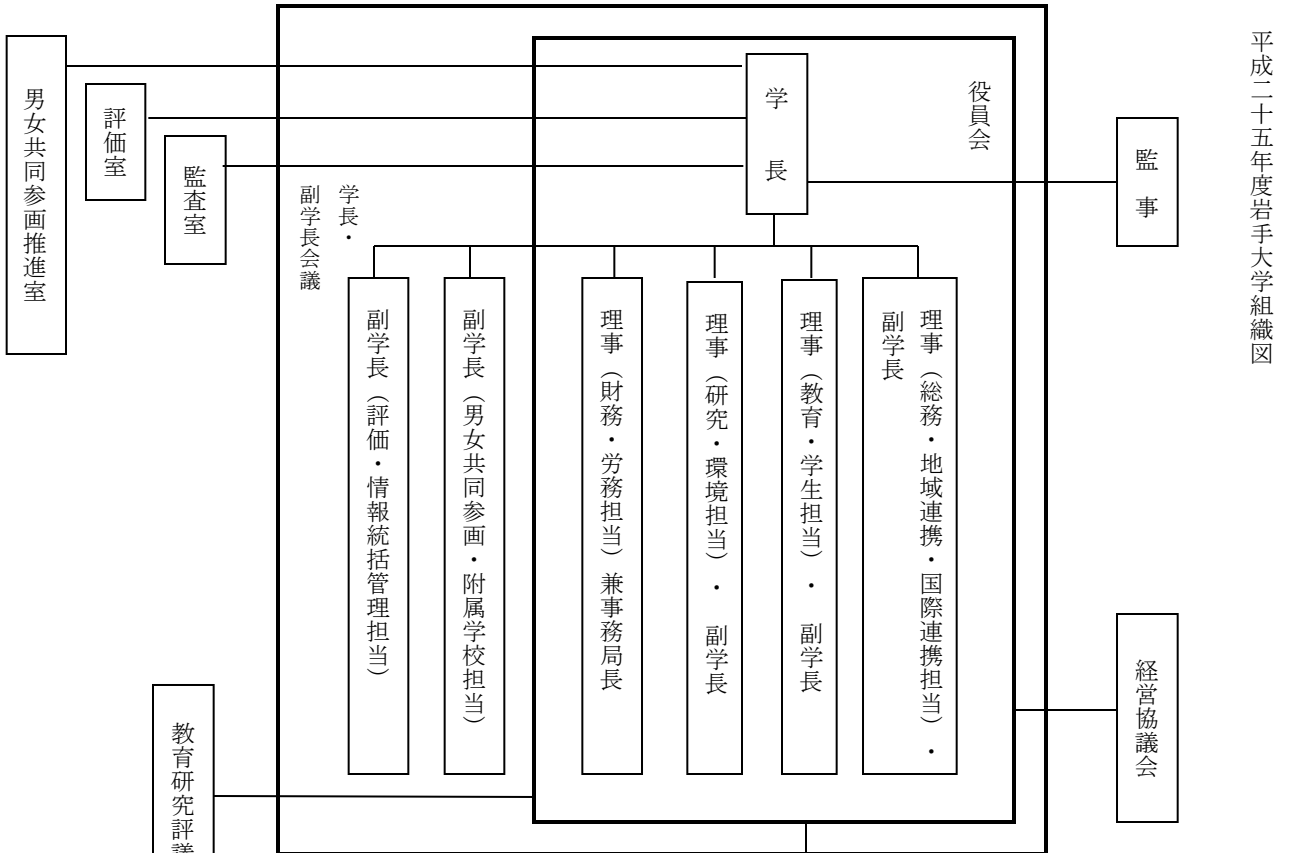 平成二十五年度岩手大学組織図
監事
経営協議会
役員会
学長
理事（総務・地域連携・国際連携担当）・
副学長
理事（教育・学生担当）・ 副学長
理事（研究・環境担当）・ 副学長
理事（財務・労務担当）兼事務局長
副学長（男女共同参画・附属学校担当）
副学長（評価・情報統括管理担当）
学長・
副学長会議
監査室
評価室
男女共同参画推進室
教育研究評議